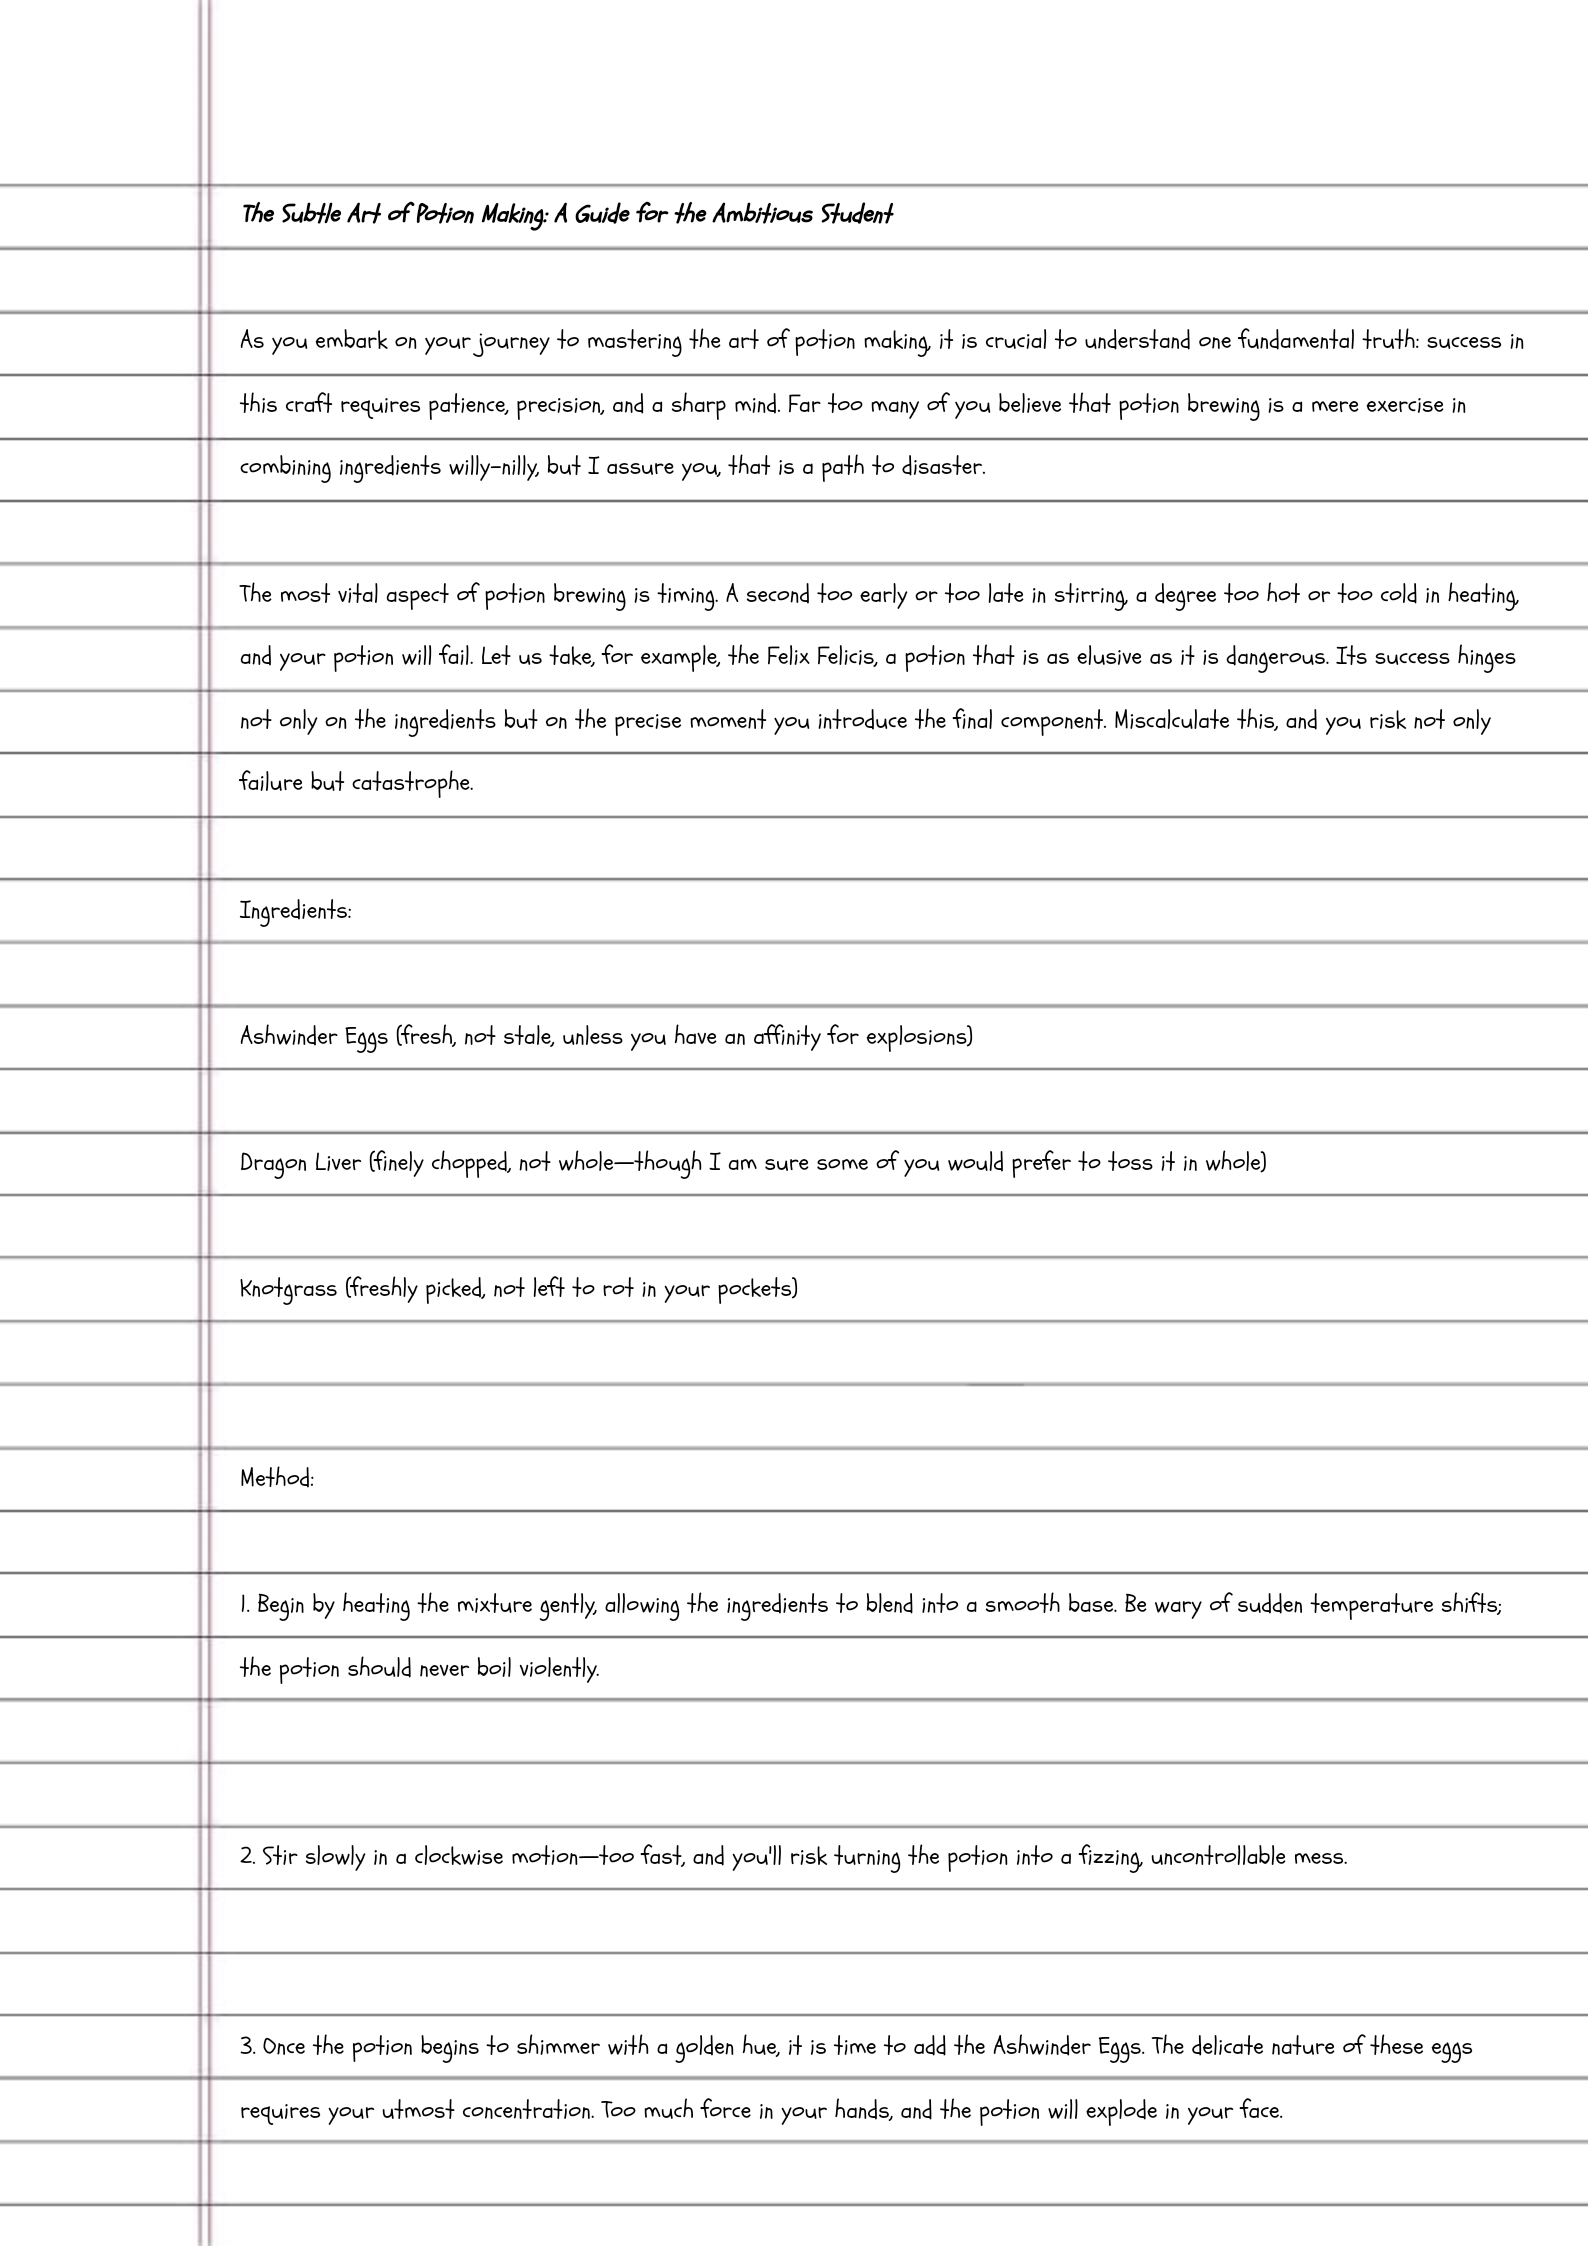 The Subtle Art of Potion Making: A Guide for the Ambitious Student
As you embark on your journey to mastering the art of potion making, it is crucial to understand one fundamental truth: success in
this craft requires patience, precision, and a sharp mind. Far too many of you believe that potion brewing is a mere exercise in
combining ingredients willy-nilly, but I assure you, that is a path to disaster.
The most vital aspect of potion brewing is timing. A second too early or too late in stirring, a degree too hot or too cold in heating,
and your potion will fail. Let us take, for example, the Felix Felicis, a potion that is as elusive as it is dangerous. Its success hinges
not only on the ingredients but on the precise moment you introduce the final component. Miscalculate this, and you risk not only
failure but catastrophe.
Ingredients:
Ashwinder Eggs (fresh, not stale, unless you have an affinity for explosions)
Dragon Liver (finely chopped, not whole—though I am sure some of you would prefer to toss it in whole)
Knotgrass (freshly picked, not left to rot in your pockets)
Method:
1. Begin by heating the mixture gently, allowing the ingredients to blend into a smooth base. Be wary of sudden temperature shifts;
the potion should never boil violently.
2. Stir slowly in a clockwise motion—too fast, and you'll risk turning the potion into a fizzing, uncontrollable mess.
3. Once the potion begins to shimmer with a golden hue, it is time to add the Ashwinder Eggs. The delicate nature of these eggs
requires your utmost concentration. Too much force in your hands, and the potion will explode in your face.